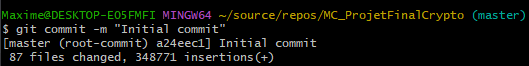 Maxime@DESKTOP-EO5FMFI MINGW64 ~/source/repos/MC_ProjetFinalCrypto (master)
$ git commit -m "Initial commit"
[master (root-commit) a24eec1] Initial commit
 87 files changed, 348771 insertions(+)